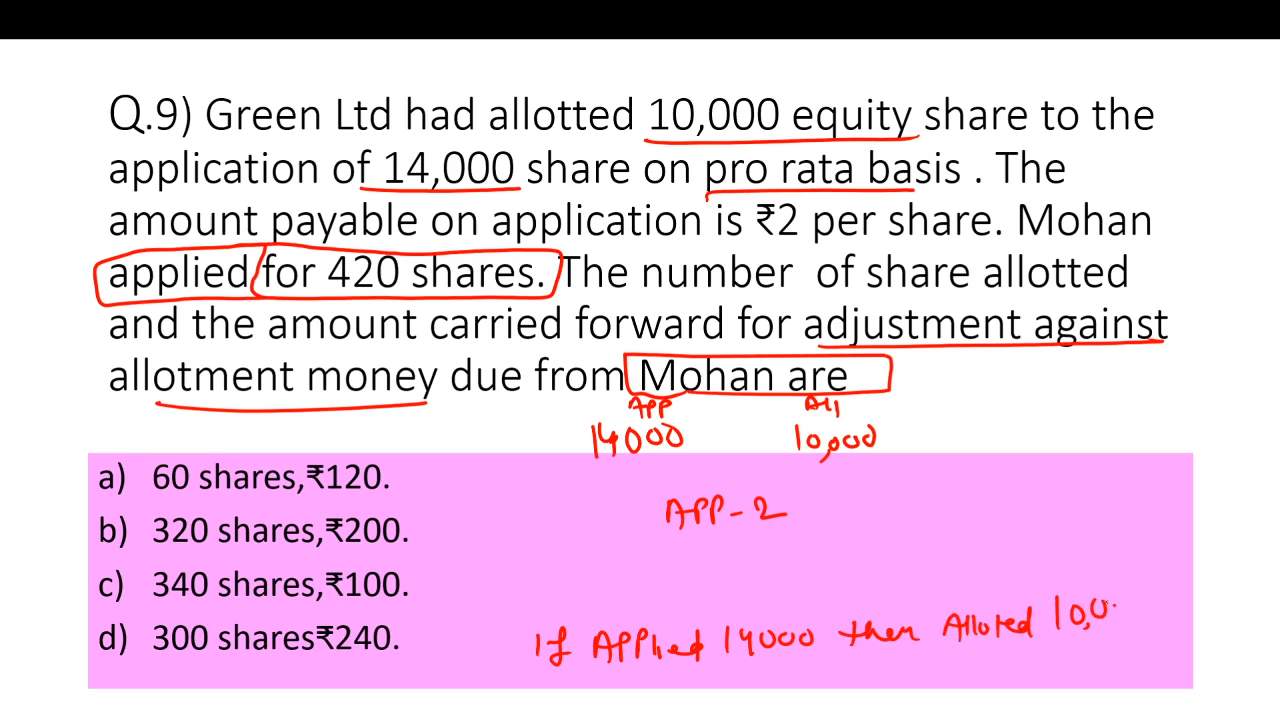 Q.9) Green Ltd had allotted 10,000 equity share to the
application of 14,000 share on pro rata basis . The
amount payable on application is ₹2 per share. Mohan
applied for 420 shares. The number of share allotted
and the amount carried forward for adjustment against
allotment money due from Mohan are
APP All
14000 10,000
a) 60 shares,₹120.
APP-2
b) 320 shares,₹200.
c) 340 shares,₹100.
d) 300 shares₹240.
If APPlied 14000 then Alloted 10,0